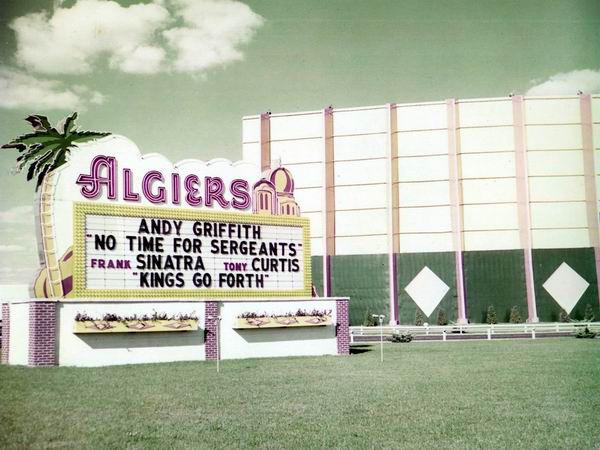 ALGIERS
ANDY GRIFFITH
"NO TIME FOR SERGEANTS"
FRANK SINATRA TONY CURTIS
"KINGS GO FORTH"